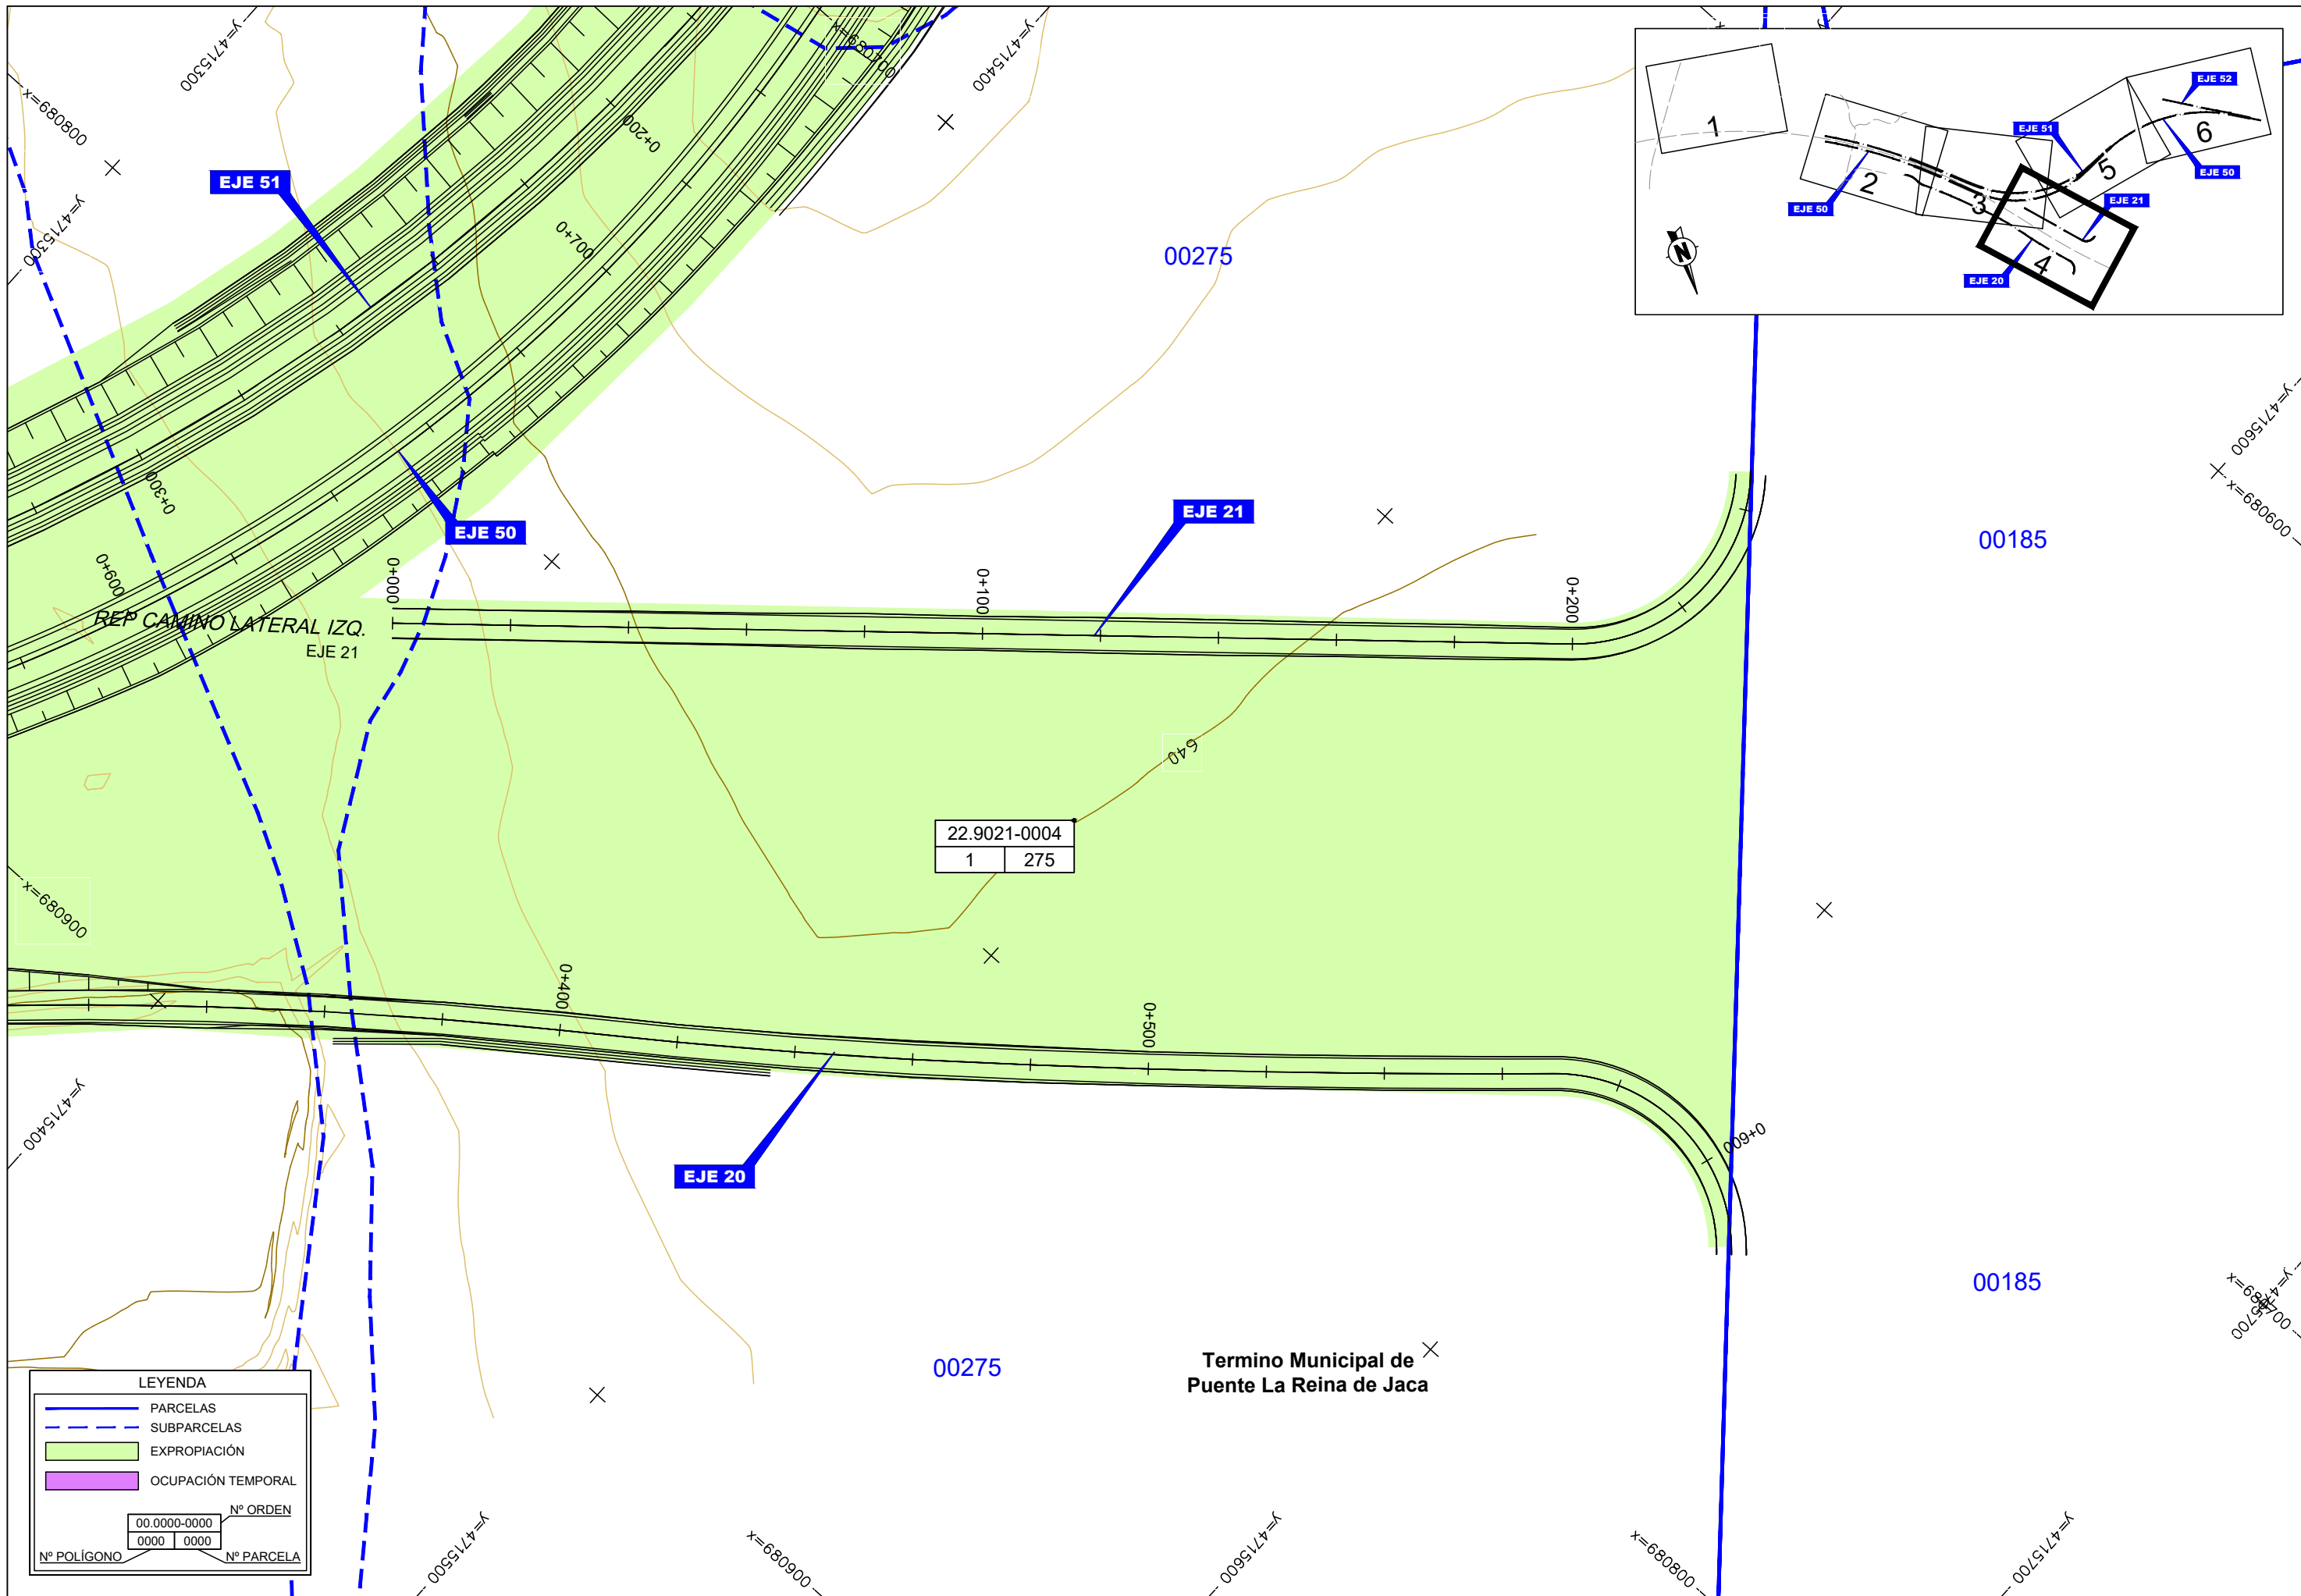 y=4715300
y=4715400
x=680700
x=680800
EJE 51
0+200
y=4715300
0+700
00275
1
2
3
4
5
6
EJE 52
EJE 51
EJE 50
EJE 21
EJE 50
EJE 20
N
y=4715600
x=680600
0+300
EJE 50
EJE 21
00185
0+600
0+000
0+100
0+200
REP CAMINO LATERAL IZQ.
EJE 21
640
22.9021-0004
1 275
x=680900
0+400
0+500
y=4715400
EJE 20
0+600
00185
x=680700
y=4715700
00275
Termino Municipal de
Puente La Reina de Jaca
LEYENDA
PARCELAS
SUBPARCELAS
EXPROPIACIÓN
OCUPACIÓN TEMPORAL
Nº ORDEN
00.0000-0000
0000 0000
Nº POLÍGONO
Nº PARCELA
y=4715500
x=680900
y=4715600
x=680800
y=4715700